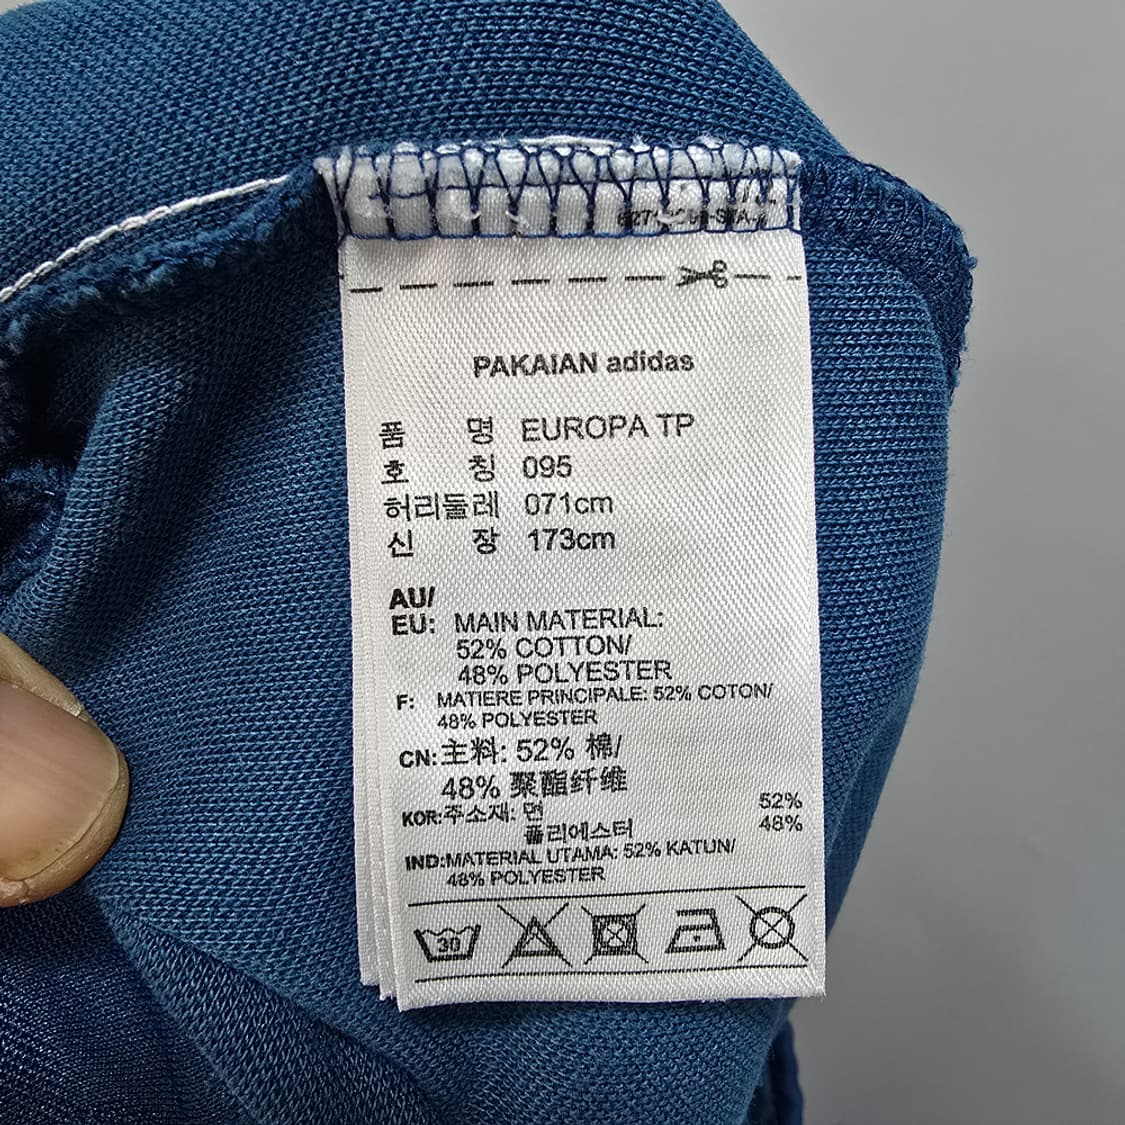 PAKAIAN adidas
품 명 EUROPA TP
호 칭 095
허리둘레 071cm
신 장 173cm
AU/
EU: MAIN MATERIAL:
52% COTTON/
48% POLYESTER
F: MATIERE PRINCIPALE: 52% COTON/
48% POLYESTER
CN:主料: 52% 棉/
48% 聚酯纤维
KOR:주소재: 면 52%
폴리에스터 48%
IND:MATERIAL UTAMA: 52% KATUN/
48% POLYESTER
30